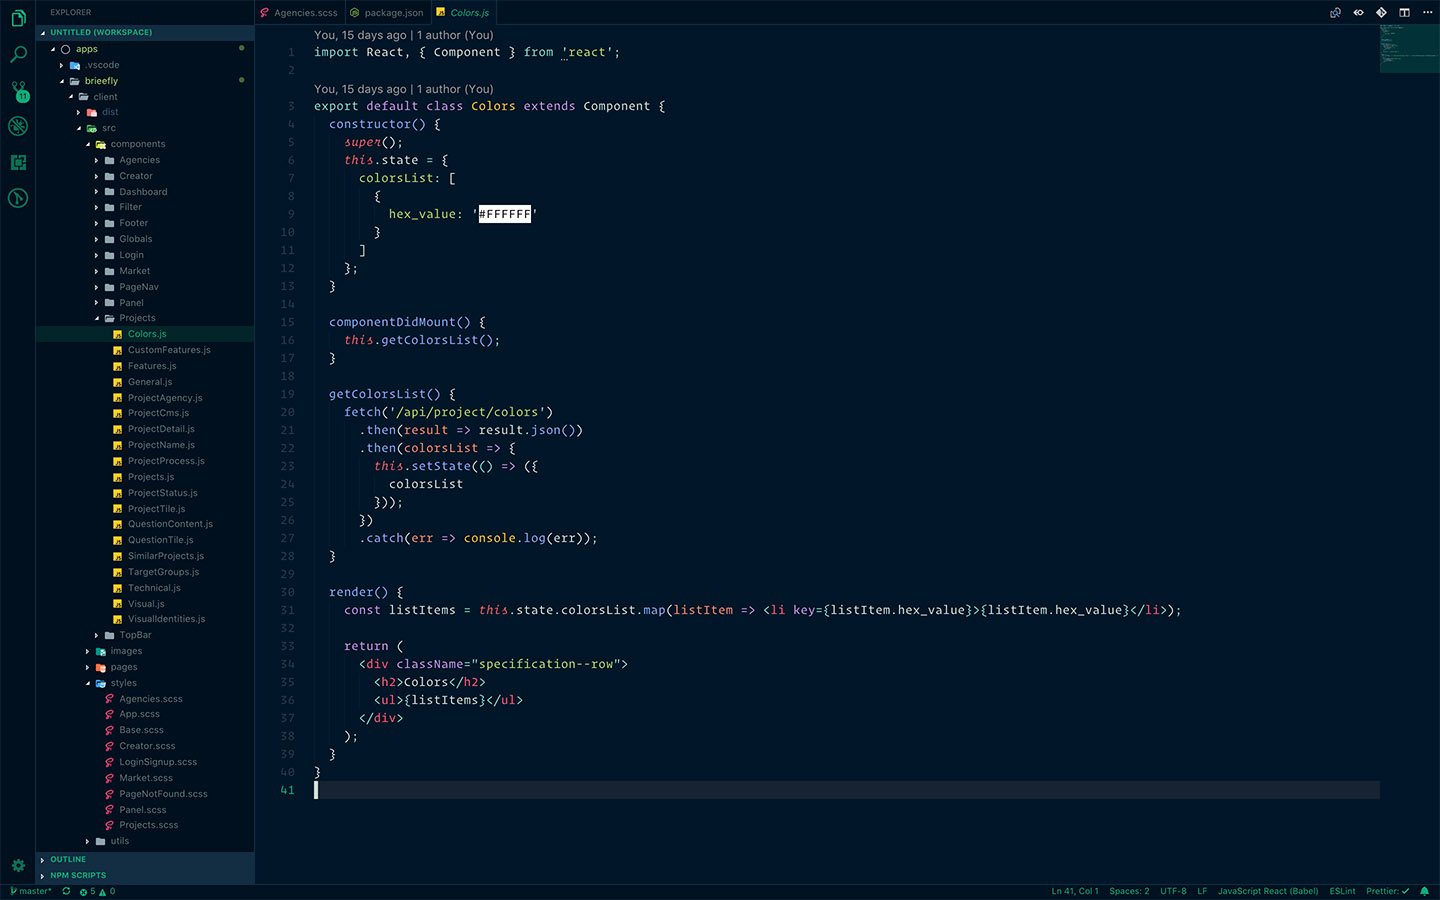 EXPLORER
UNTITLED (WORKSPACE)
apps
.vscode
brieefly
client
dist
src
components
Agencies
Creator
Dashboard
Filter
Footer
Globals
Login
Market
PageNav
Panel
Projects
Colors.js
CustomFeatures.js
Features.js
General.js
ProjectAgency.js
ProjectCms.js
ProjectDetail.js
ProjectName.js
ProjectProcess.js
Projects.js
ProjectStatus.js
ProjectTile.js
QuestionContent.js
QuestionTile.js
SimilarProjects.js
TargetGroups.js
Technical.js
Visual.js
VisualIdentities.js
TopBar
images
pages
styles
Agencies.scss
App.scss
Base.scss
Creator.scss
LoginSignup.scss
Market.scss
PageNotFound.scss
Panel.scss
Projects.scss
utils
OUTLINE
NPM SCRIPTS
11
Agencies.scss package.json Colors.js
You, 15 days ago | 1 author (You)
1 import React, { Component } from 'react';
2
You, 15 days ago | 1 author (You)
3 export default class Colors extends Component {
4 constructor() {
5 super();
6 this.state = {
7 colorsList: [
8 {
9 hex_value: '#FFFFFF'
10 }
11 ]
12 };
13 }
14
15 componentDidMount() {
16 this.getColorsList();
17 }
18
19 getColorsList() {
20 fetch('/api/project/colors')
21 .then(result => result.json())
22 .then(colorsList => {
23 this.setState(() => ({
24 colorsList
25 }));
26 })
27 .catch(err => console.log(err));
28 }
29
30 render() {
31 const listItems = this.state.colorsList.map(listItem => <li key={listItem.hex_value}>{listItem.hex_value}</li>);
32
33 return (
34 <div className="specification--row">
35 <h2>Colors</h2>
36 <ul>{listItems}</ul>
37 </div>
38 );
39 }
40 }
41
master* 5 0 Ln 41, Col 1 Spaces: 2 UTF-8 LF JavaScript React (Babel) ESLint Prettier: ✓